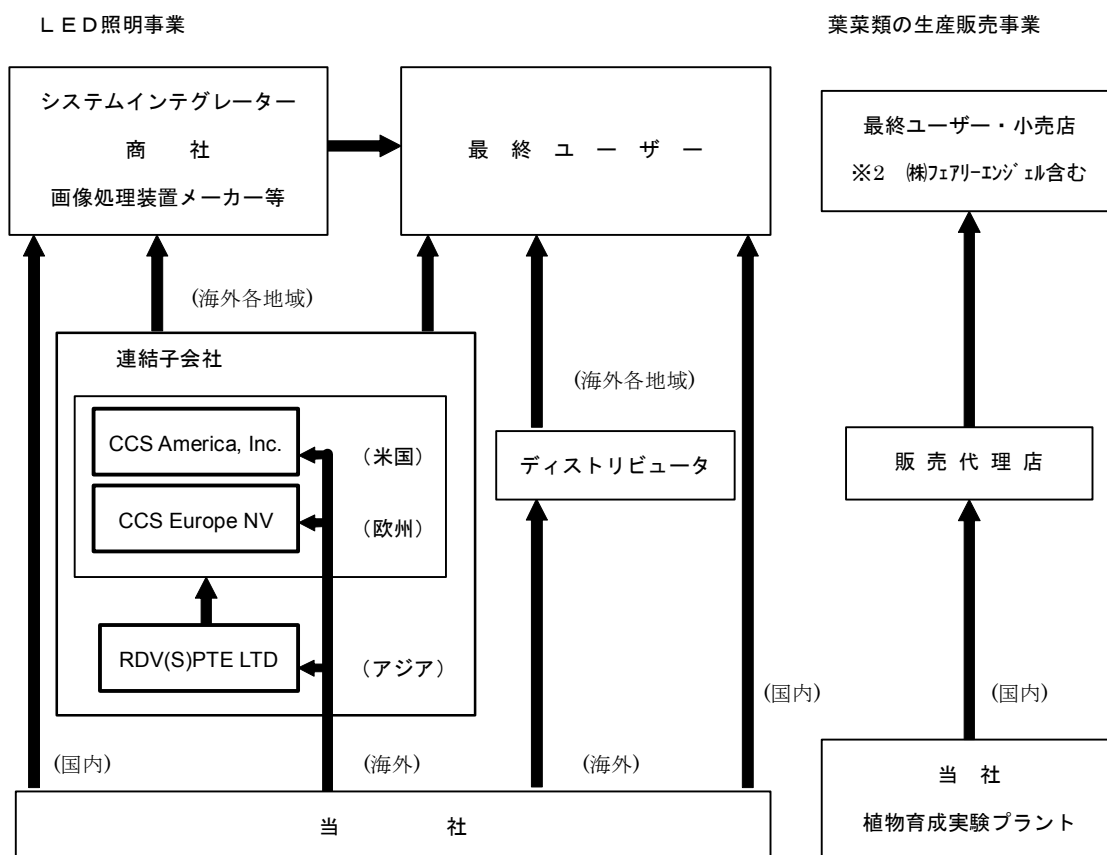 ＬＥＤ照明事業
葉菜類の生産販売事業
システムインテグレーター
商　　社
画像処理装置メーカー等
最　終　ユ　ー　ザ　ー
最終ユーザー・小売店
※2　㈱ﾌｪｱﾘｰｴﾝｼﾞｪﾙ含む
(海外各地域)
連結子会社
(海外各地域)
CCS America, Inc.
（米国）
ディストリビュータ
販　売　代　理　店
CCS Europe NV
（欧州）
RDV(S)PTE LTD
（アジア）
(国内)
(国内)
(国内)
(海外)
(海外)
当　　　　社
当　社
植物育成実験プラント